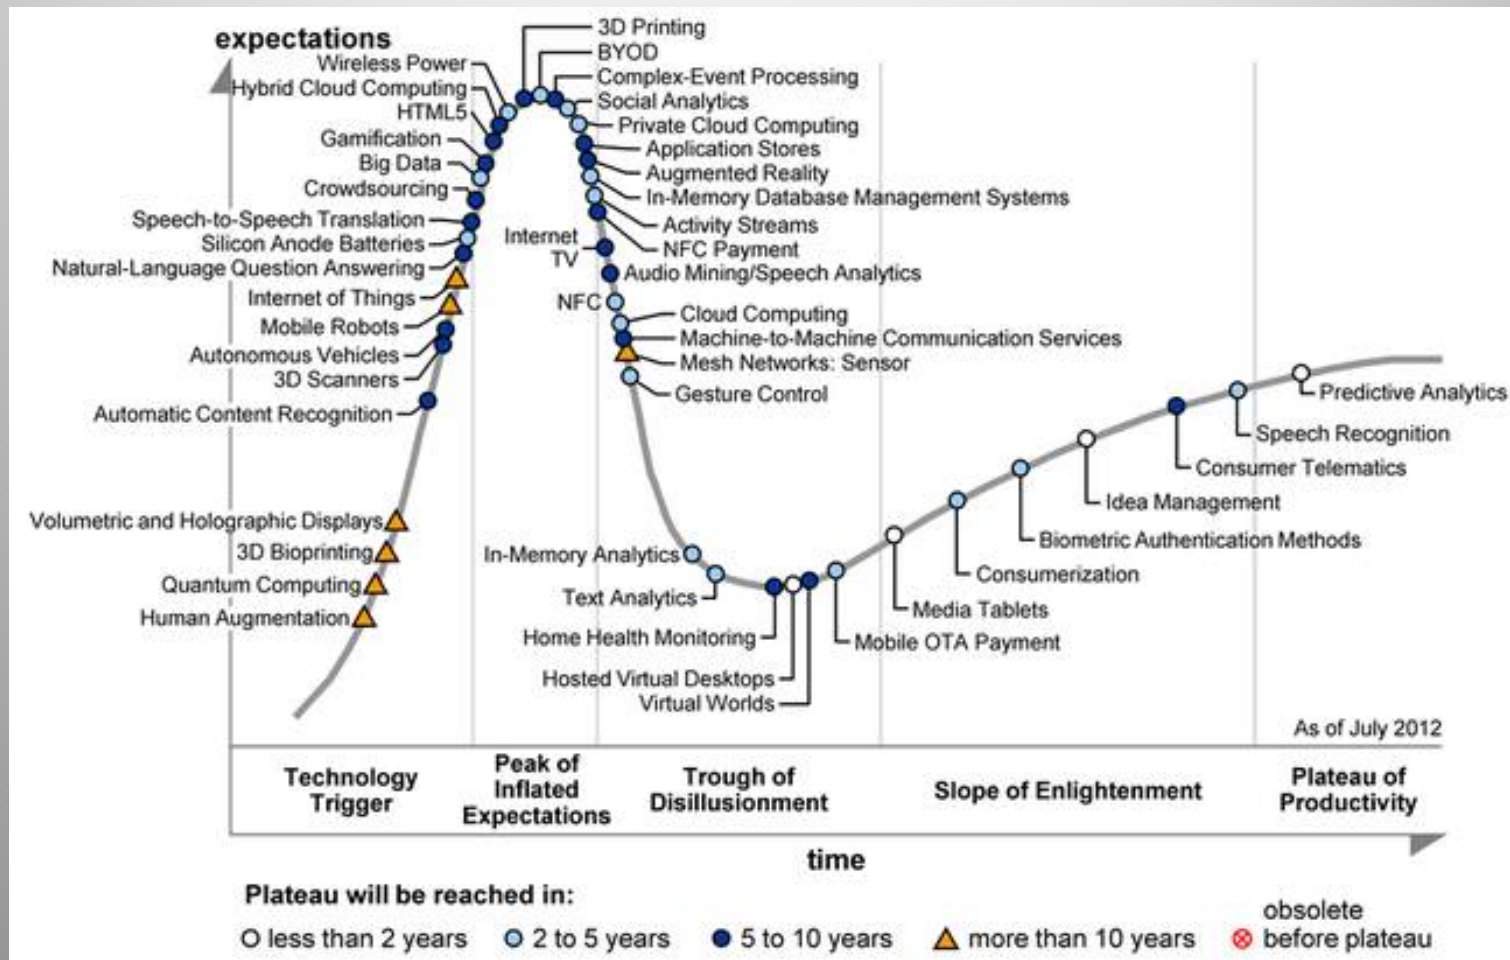 expectations
3D Printing
BYOD
Wireless Power
Complex-Event Processing
Hybrid Cloud Computing
Social Analytics
HTML5
Private Cloud Computing
Gamification
Application Stores
Big Data
Augmented Reality
Crowdsourcing
In-Memory Database Management Systems
Speech-to-Speech Translation
Activity Streams
Silicon Anode Batteries
Internet
TV
NFC Payment
Natural-Language Question Answering
Audio Mining/Speech Analytics
Internet of Things
NFC
Cloud Computing
Mobile Robots
Machine-to-Machine Communication Services
Autonomous Vehicles
Mesh Networks: Sensor
3D Scanners
Gesture Control
Automatic Content Recognition
Predictive Analytics
Speech Recognition
Consumer Telematics
Idea Management
Volumetric and Holographic Displays
Biometric Authentication Methods
3D Bioprinting
In-Memory Analytics
Consumerization
Quantum Computing
Text Analytics
Media Tablets
Human Augmentation
Home Health Monitoring
Mobile OTA Payment
Hosted Virtual Desktops
Virtual Worlds
As of July 2012
Technology
Trigger
Peak of
Inflated
Expectations
Trough of
Disillusionment
Slope of Enlightenment
Plateau of
Productivity
time
Plateau will be reached in:
less than 2 years
2 to 5 years
5 to 10 years
more than 10 years
obsolete
before plateau